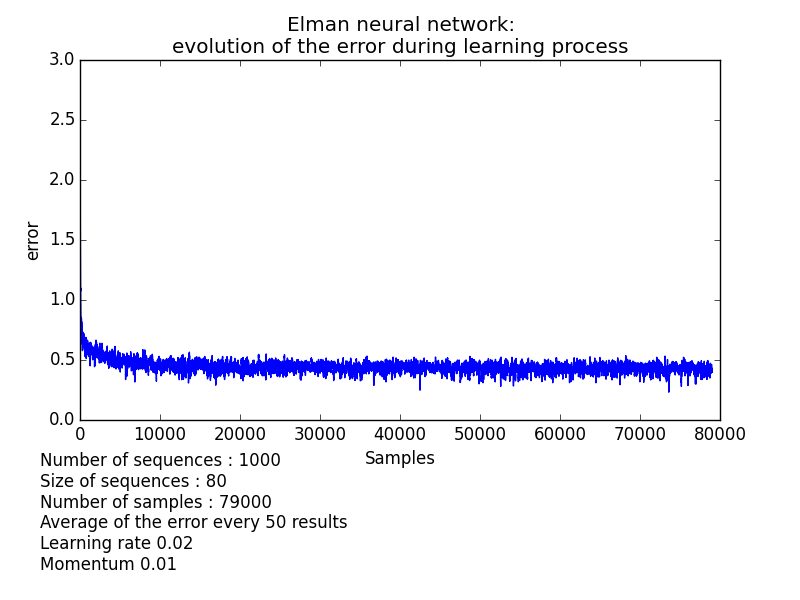 Elman neural network:
evolution of the error during learning process
3.0
2.5
2.0
1.5
1.0
0.5
0.0
error
0 10000 20000 30000 40000 50000 60000 70000 80000
Samples
Number of sequences : 1000
Size of sequences : 80
Number of samples : 79000
Average of the error every 50 results
Learning rate 0.02
Momentum 0.01